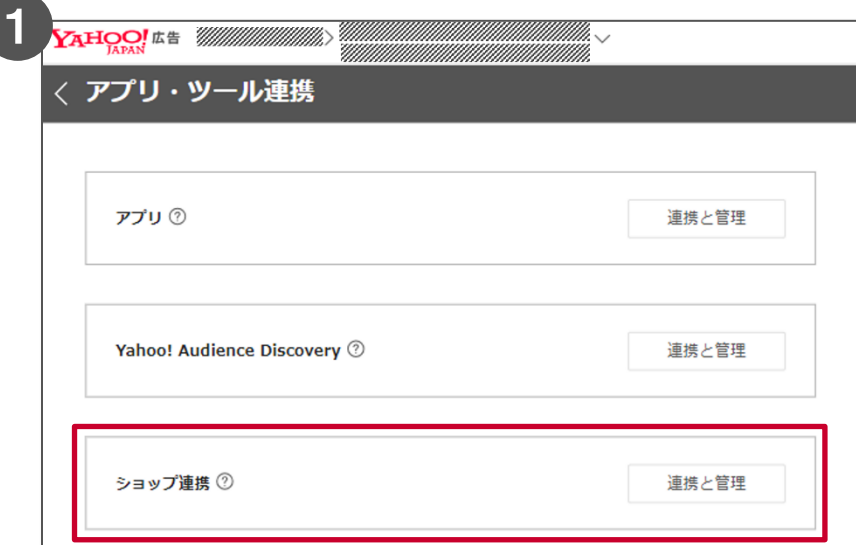 1
YAHOO! JAPAN 広告
アプリ・ツール連携
アプリ ?
連携と管理
Yahoo! Audience Discovery ?
連携と管理
ショップ連携 ?
連携と管理